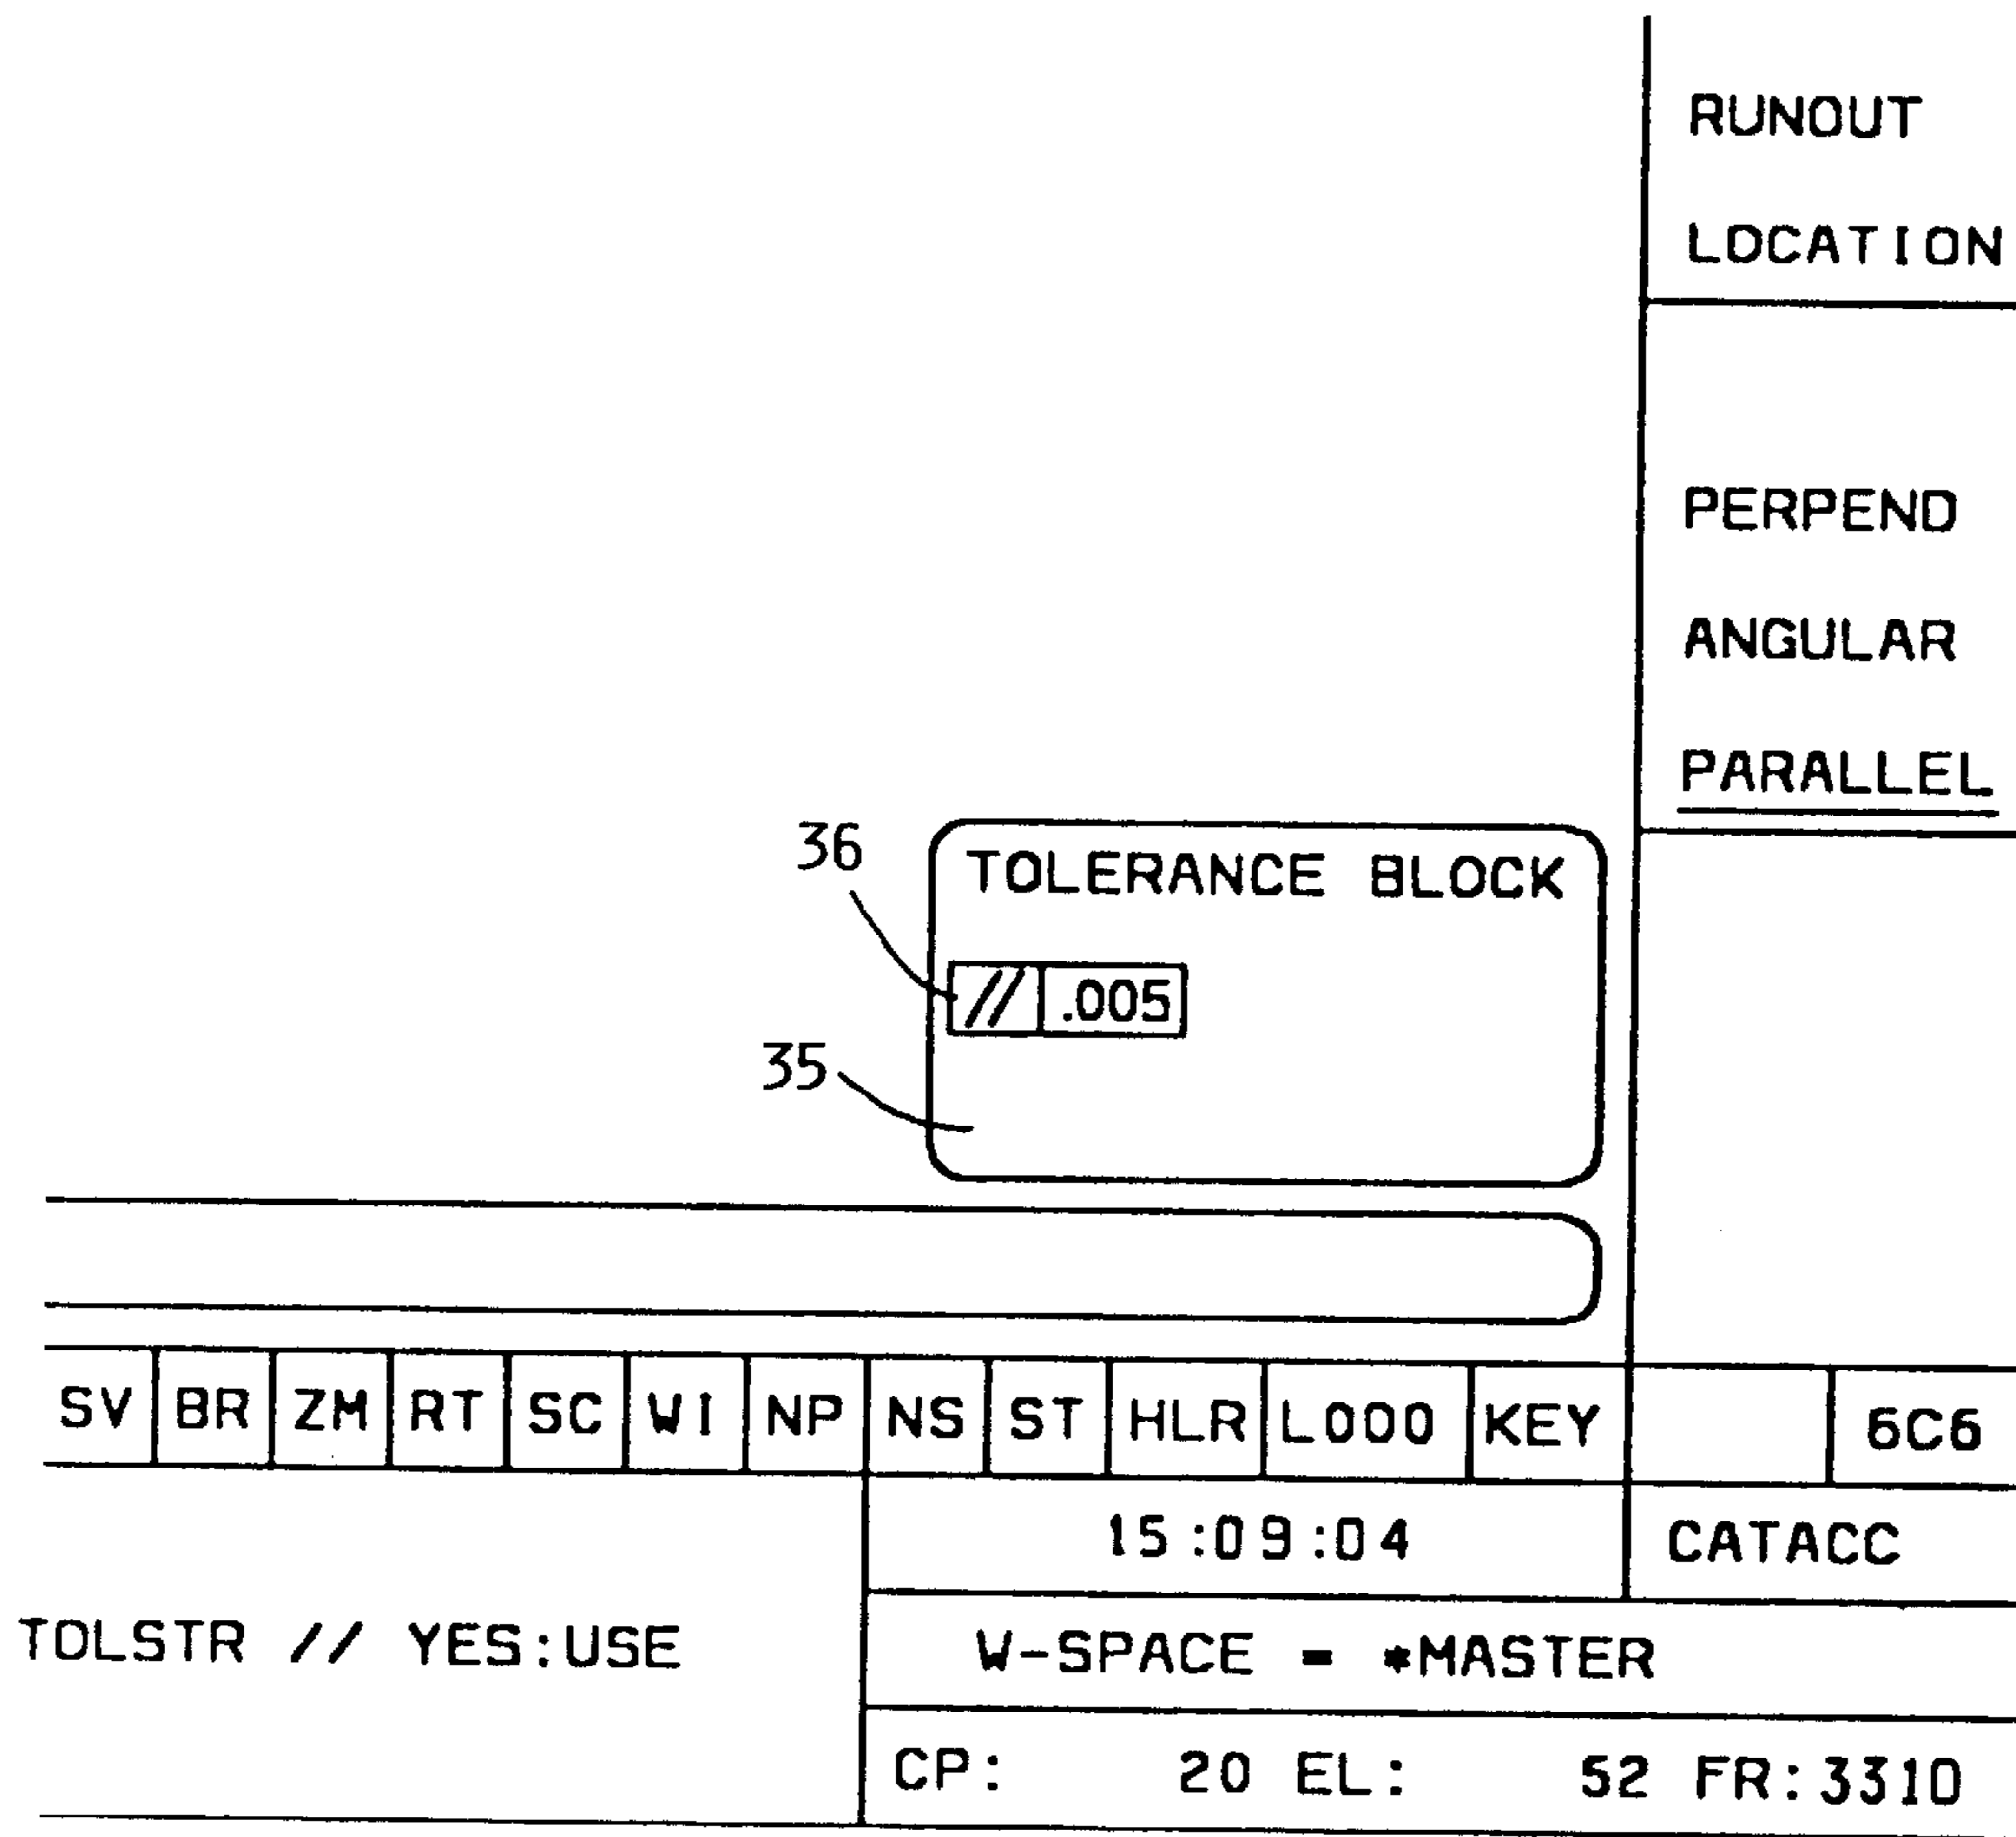 RUNOUT
LOCATION
PERPEND
ANGULAR
PARALLEL
36
TOLERANCE BLOCK
// .005
35
SV BR ZM RT SC WI NP NS ST HLR L000 KEY 6C6
15:09:04 CATACC
TOLSTR // YES:USE W-SPACE = *MASTER
CP: 20 EL: 52 FR:3310